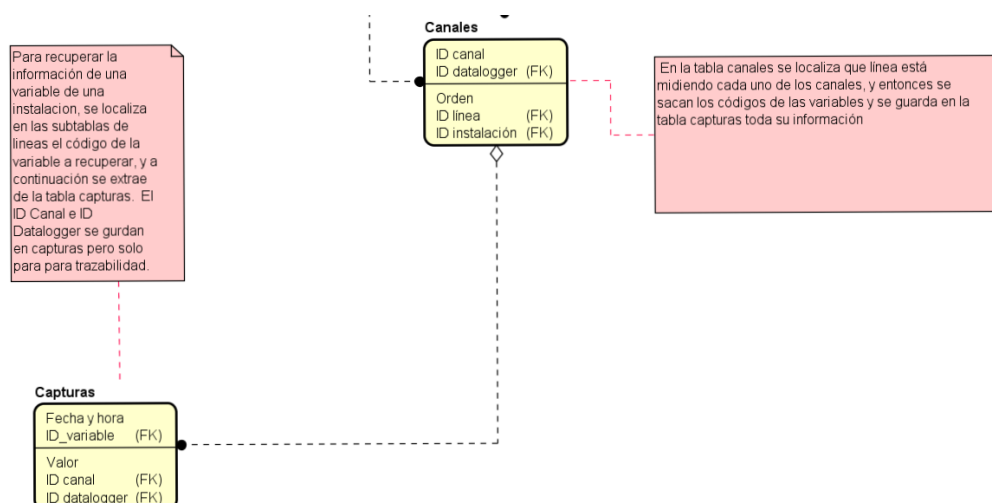 Canales
Para recuperar la
información de una
variable de una
instalacion, se localiza
en las subtablas de
lineas el código de la
variable a recuperar, y a
continuación se extrae
de la tabla capturas. El
ID Canal e ID
Datalogger se gurdan
en capturas pero solo
para para trazabilidad.
ID canal
ID datalogger (FK)
Orden
ID línea (FK)
ID instalación (FK)
En la tabla canales se localiza que línea está
midiendo cada uno de los canales, y entonces se
sacan los códigos de las variables y se guarda en la
tabla capturas toda su información
Capturas
Fecha y hora
ID_variable (FK)
Valor
ID canal (FK)
ID datalogger (FK)